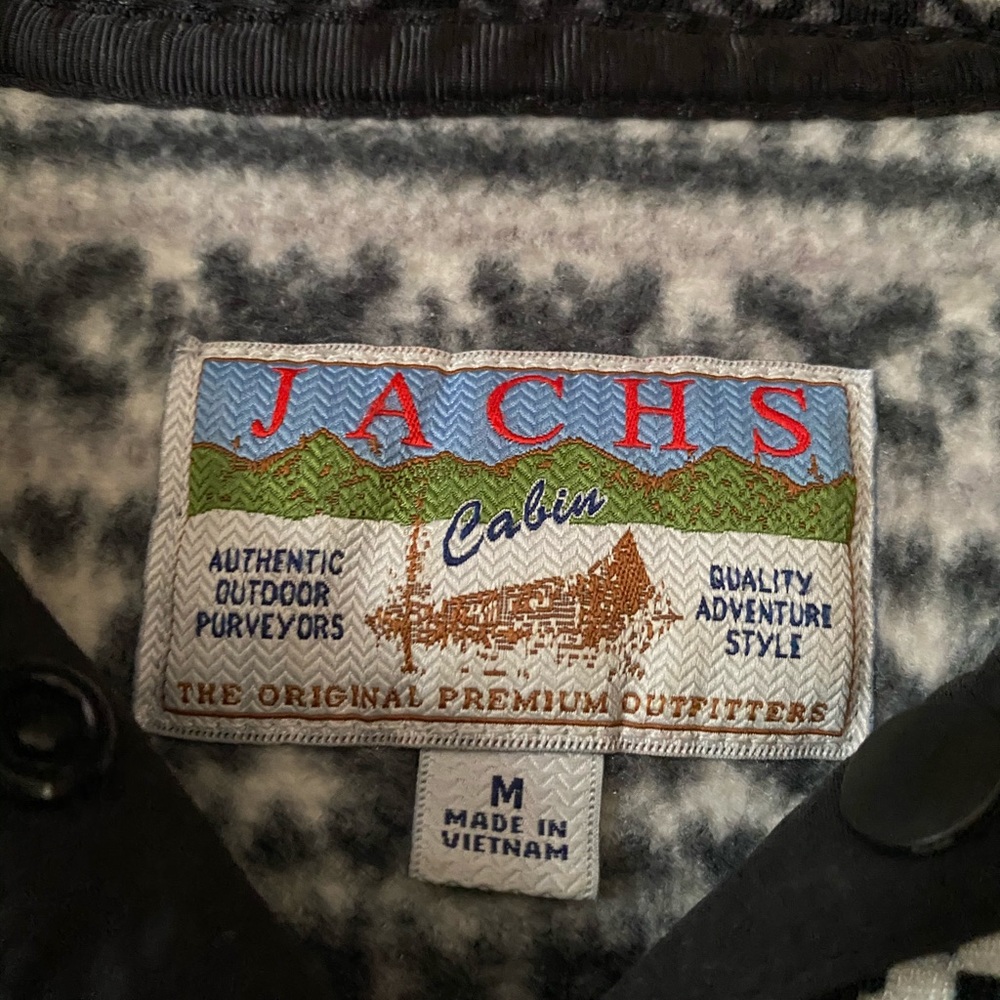 JACHS
Cabin
AUTHENTIC
OUTDOOR
PURVEYORS
QUALITY
ADVENTURE
STYLE
THE ORIGINAL PREMIUM OUTFITTERS
M
MADE IN
VIETNAM